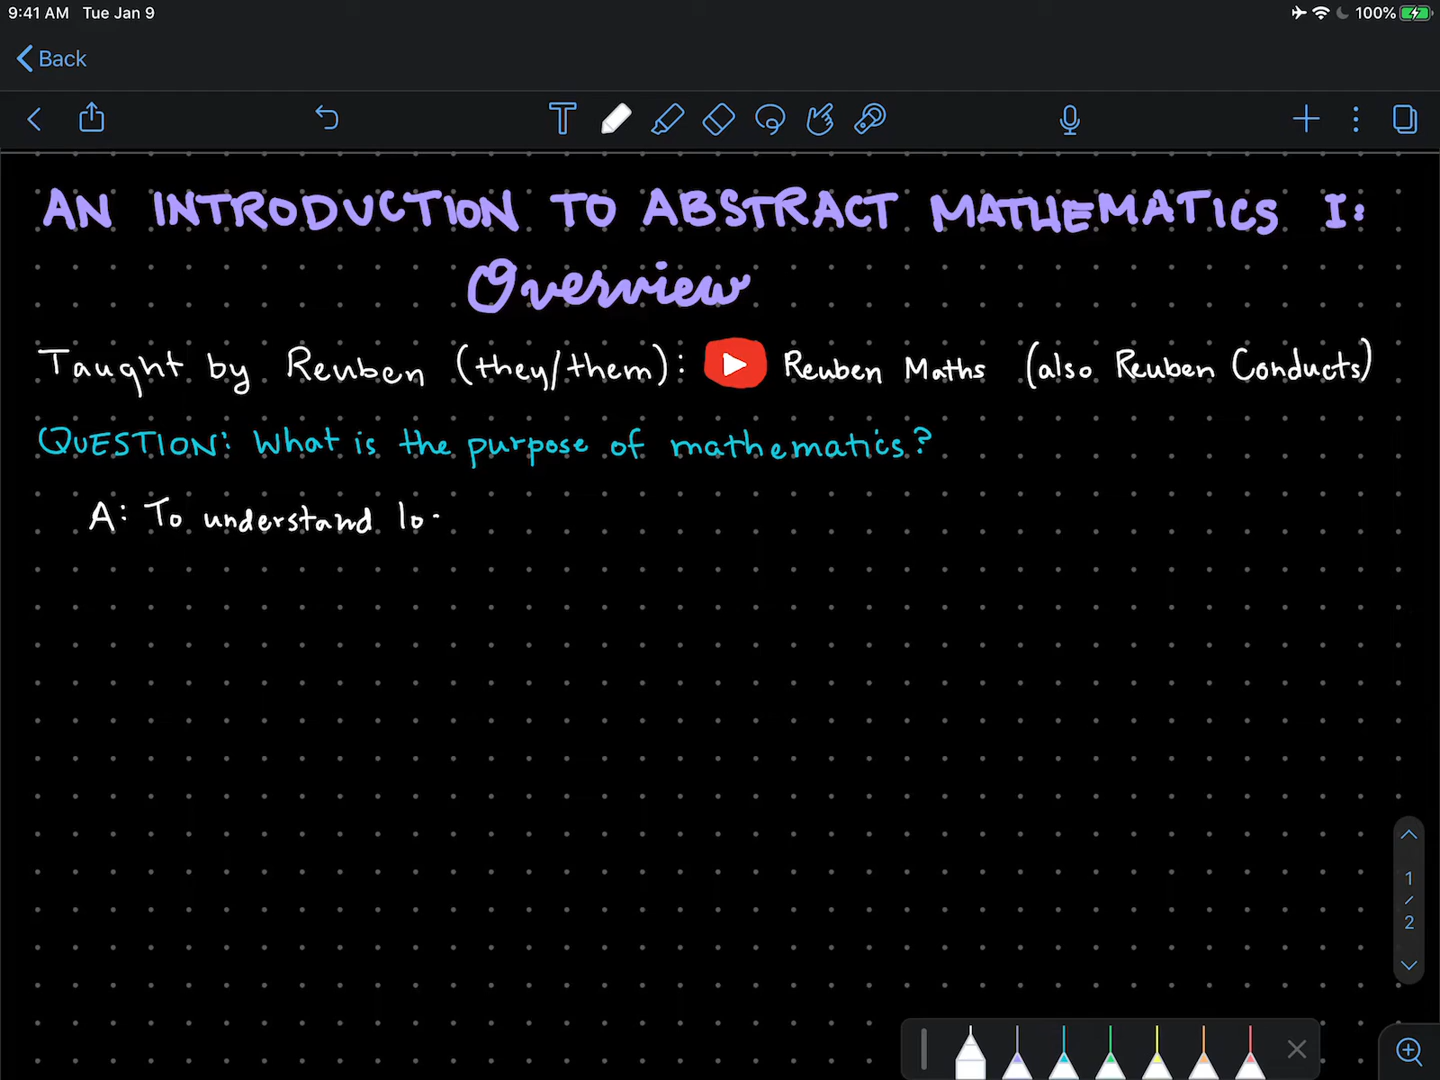 9:41 AM Tue Jan 9
100%
Back
AN INTRODUCTION TO ABSTRACT MATHEMATICS I:
Overview
Taught by Reuben (they/them): Reuben Maths (also Reuben Conducts)
QUESTION: What is the purpose of mathematics?
A: To understand lo
1
/
2